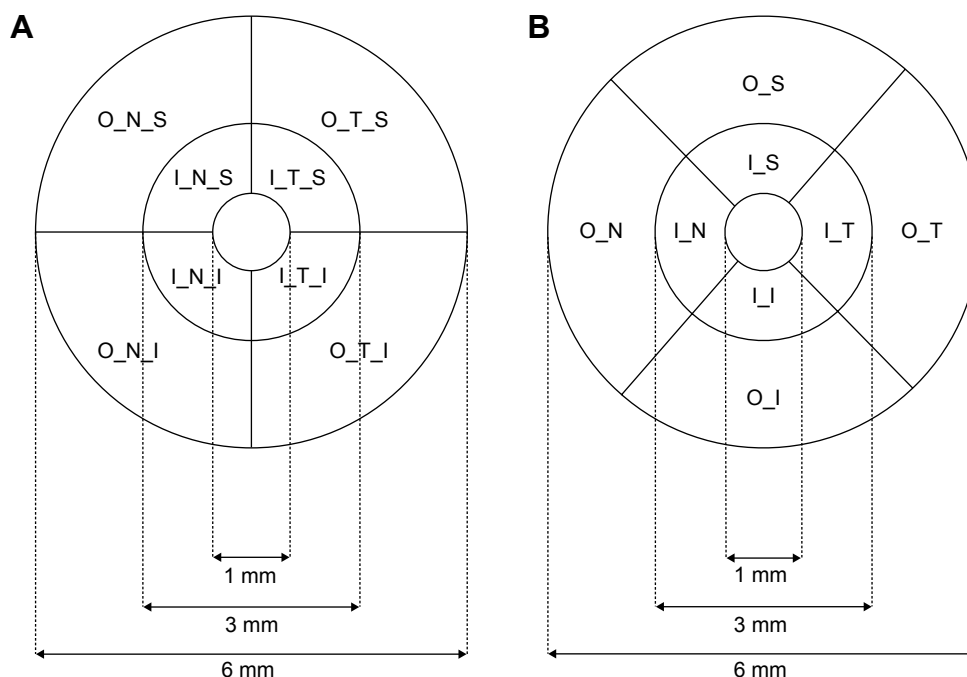 A
B
O_N_S
O_T_S
I_N_S
I_T_S
I_N_I
I_T_I
O_N_I
O_T_I
1 mm
3 mm
6 mm
O_S
I_S
O_N
I_N
I_T
O_T
I_I
O_I
1 mm
3 mm
6 mm